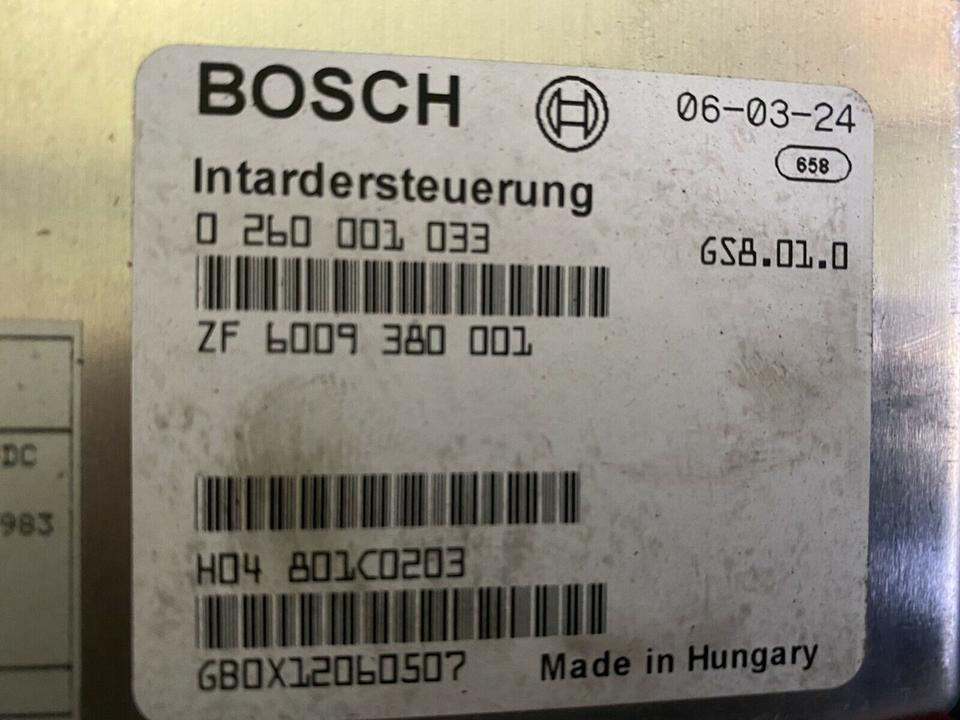 BOSCH
06-03-24
658
Intardersteuerung
0 260 001 033
GS8.01.0
ZF 6009 380 001
H04 801C0203
GBOX12060507
Made in Hungary
DC
983